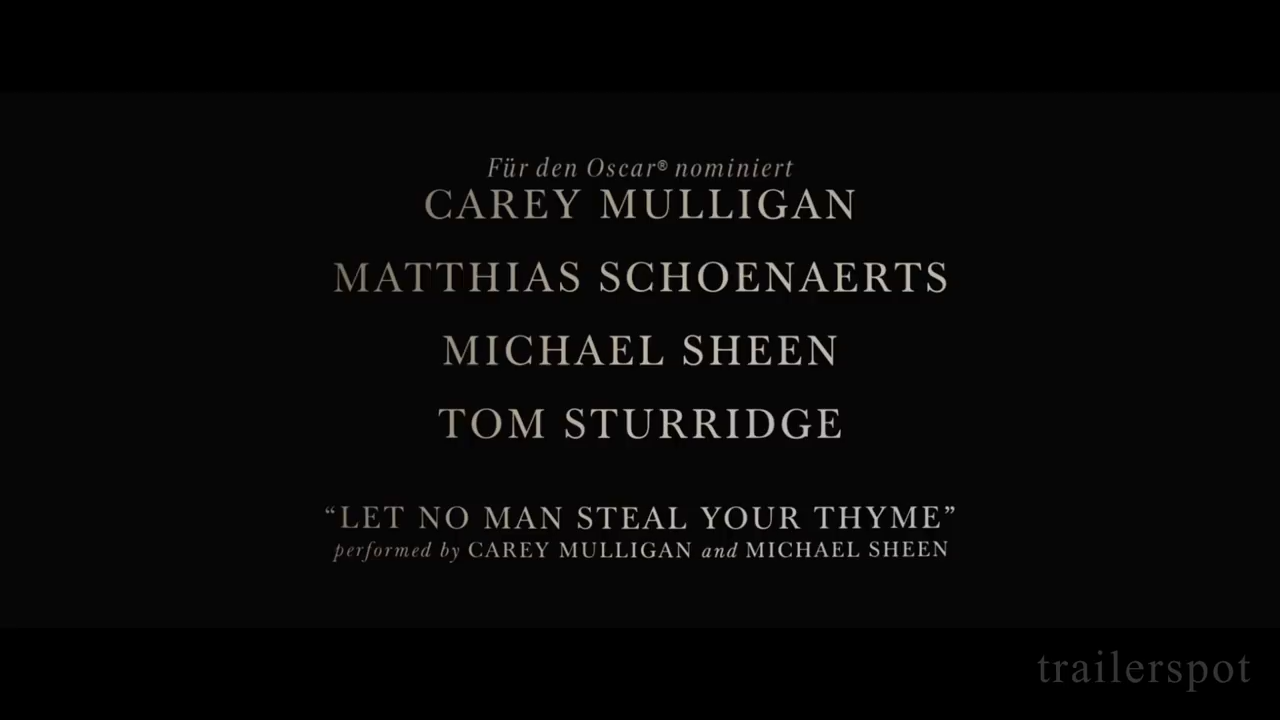 Für den Oscar® nominiert
CAREY MULLIGAN
MATTHIAS SCHOENAERTS
MICHAEL SHEEN
TOM STURRIDGE
“LET NO MAN STEAL YOUR THYME”
performed by CAREY MULLIGAN and MICHAEL SHEEN
trailerspot